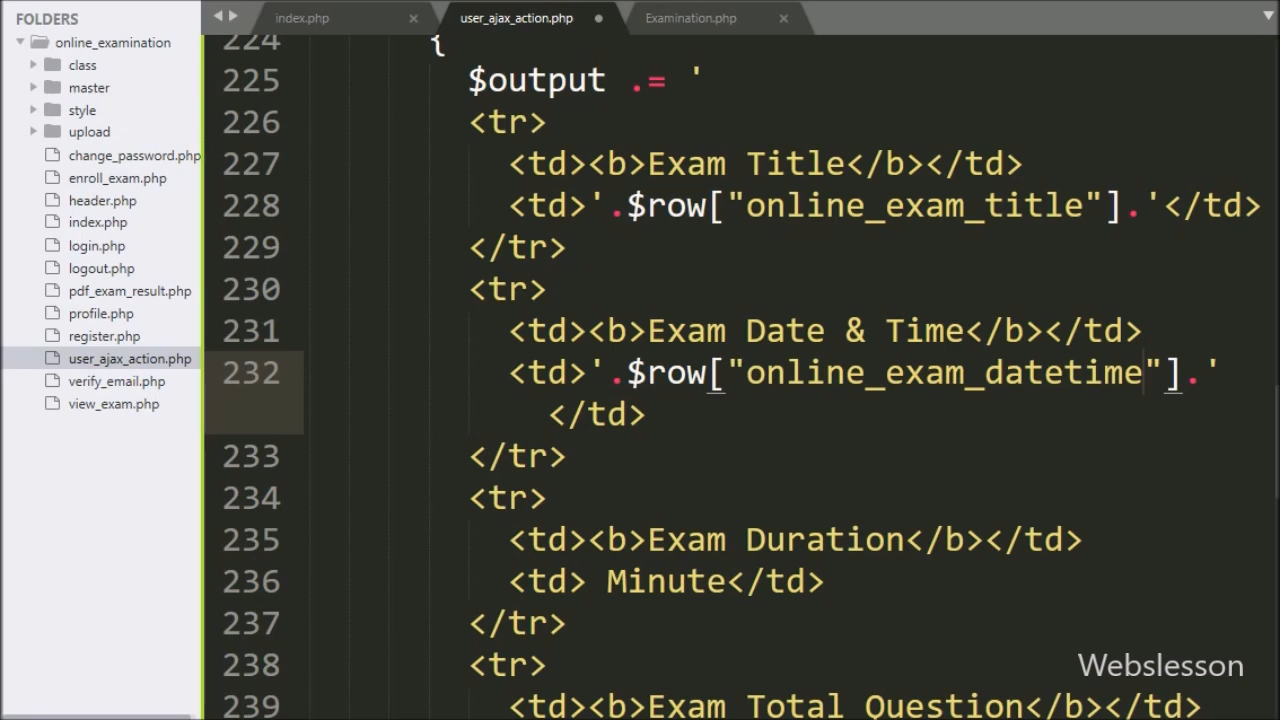 FOLDERS
online_examination
class
master
style
upload
change_password.php
enroll_exam.php
header.php
index.php
login.php
logout.php
pdf_exam_result.php
profile.php
register.php
user_ajax_action.php
verify_email.php
view_exam.php
index.php × user_ajax_action.php Examination.php ×
224 {
225 $output .= '
226 <tr>
227 <td><b>Exam Title</b></td>
228 <td>'.$row["online_exam_title"].'</td>
229 </tr>
230 <tr>
231 <td><b>Exam Date & Time</b></td>
232 <td>'.$row["online_exam_datetime"].'
</td>
233 </tr>
234 <tr>
235 <td><b>Exam Duration</b></td>
236 <td> Minute</td>
237 </tr>
238 <tr>
239 <td><b>Exam Total Question</b></td>
Webslesson